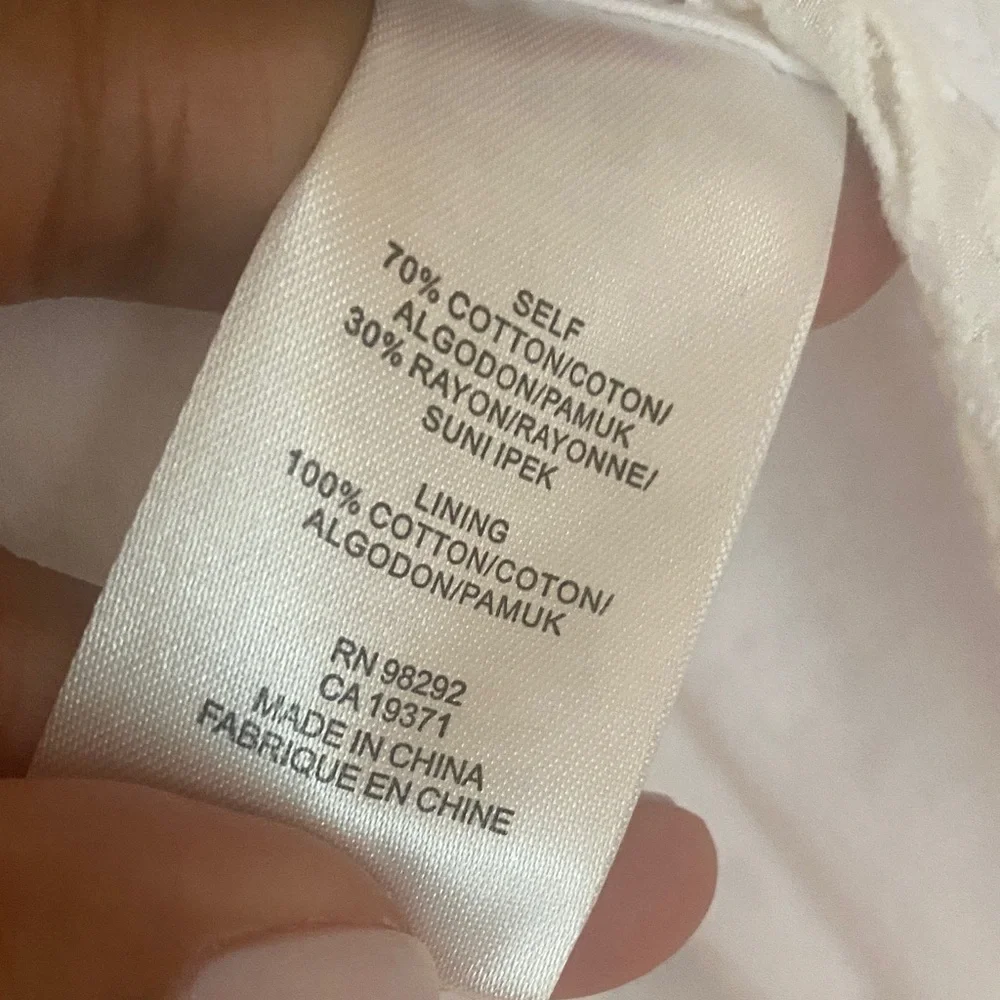 SELF
70% COTTON/COTON/
ALGODON/PAMUK
30% RAYON/RAYONNE/
SUNI IPEK
LINING
100% COTTON/COTON/
ALGODON/PAMUK
RN 98292
CA 19371
MADE IN CHINA
FABRIQUE EN CHINE